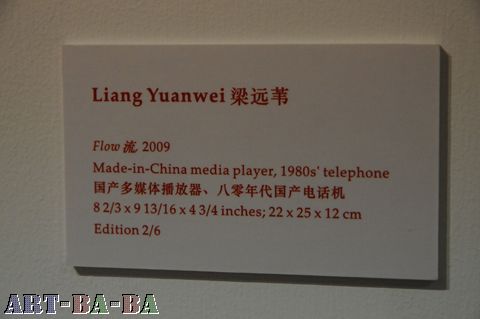 Liang Yuanwei 梁远苇
Flow 流, 2009
Made-in-China media player, 1980s' telephone
国产多媒体播放器、八零年代国产电话机
8 2/3 x 9 13/16 x 4 3/4 inches; 22 x 25 x 12 cm
Edition 2/6
ART-BA-BA